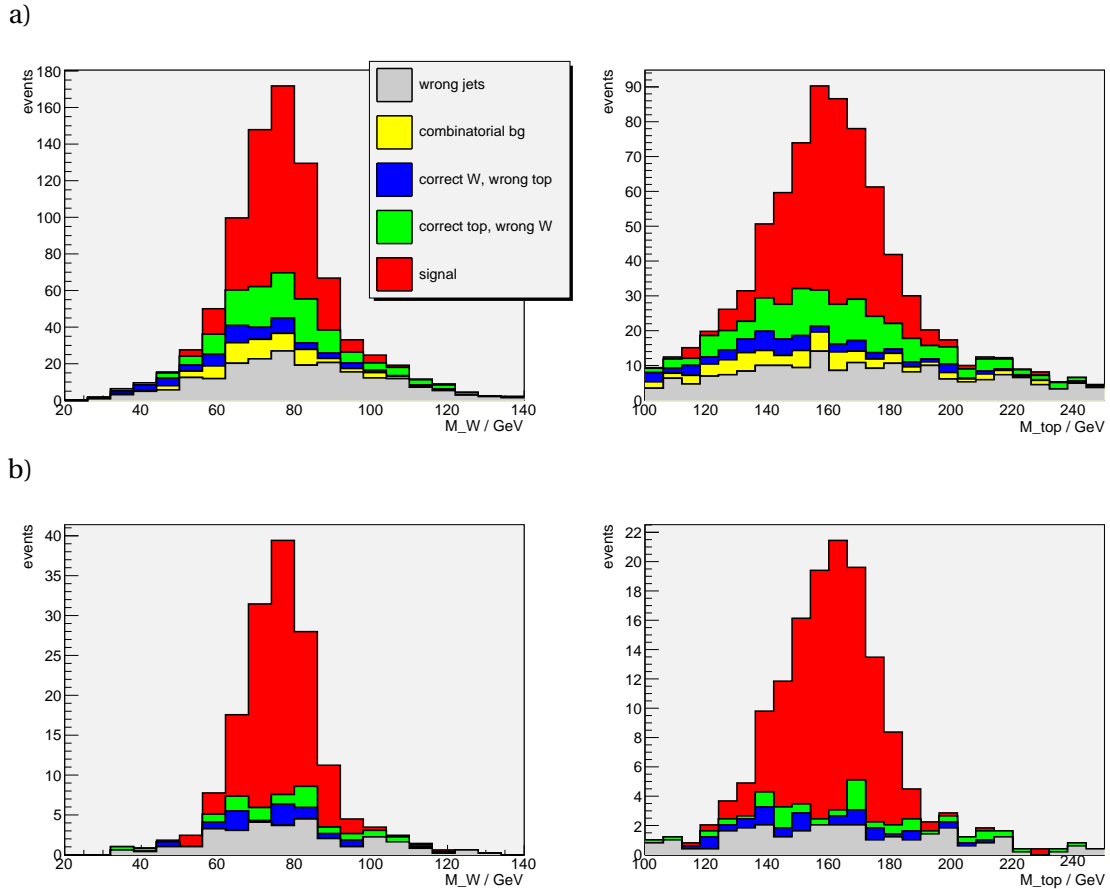 a)
events
180
160
140
120
100
80
60
40
20
0
20 40 60 80 100 120 140
M_W / GeV
wrong jets
combinatorial bg
correct W, wrong top
correct top, wrong W
signal
events
90
80
70
60
50
40
30
20
10
0
100 120 140 160 180 200 220 240
M_top / GeV
b)
events
40
35
30
25
20
15
10
5
0
20 40 60 80 100 120 140
M_W / GeV
events
22
20
18
16
14
12
10
8
6
4
2
0
100 120 140 160 180 200 220 240
M_top / GeV